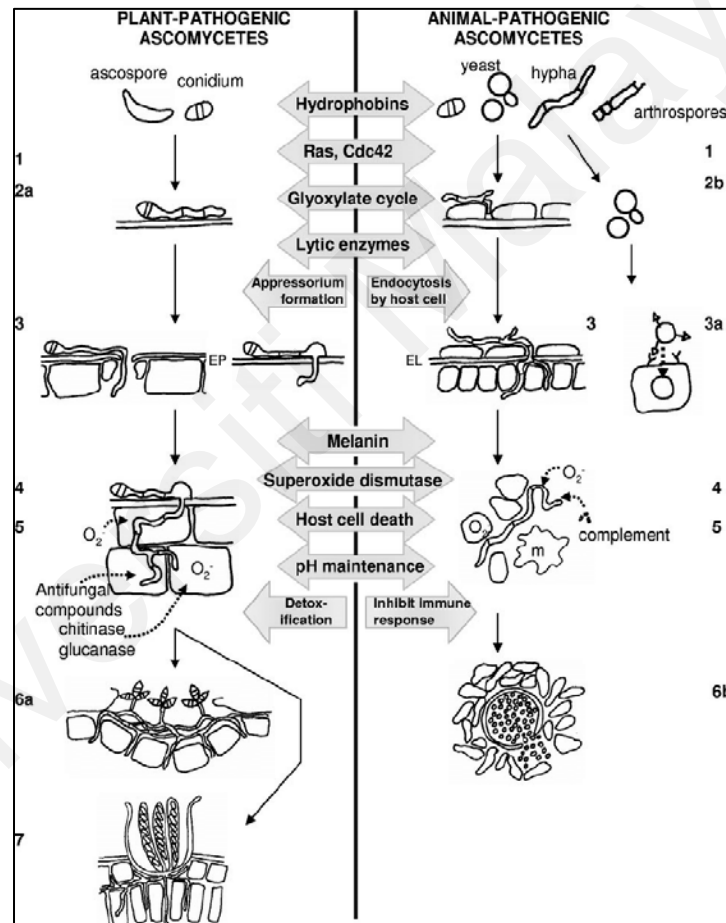 PLANT-PATHOGENIC
ASCOMYCETES
ANIMAL-PATHOGENIC
ASCOMYCETES
ascospore
conidium
yeast
hypha
arthrospores
Hydrophobins
Ras, Cdc42
1
1
2a
2b
Glyoxylate cycle
Lytic enzymes
Appressorium
formation
Endocytosis
by host cell
3
EP
3
3a
EL
Melanin
Superoxide dismutase
4
O2-
4
5
O2-
Host cell death
complement
5
m
O2-
pH maintenance
Antifungal
compounds
chitinase
glucanase
Detox-
ification
Inhibit immune
response
6a
6b
7